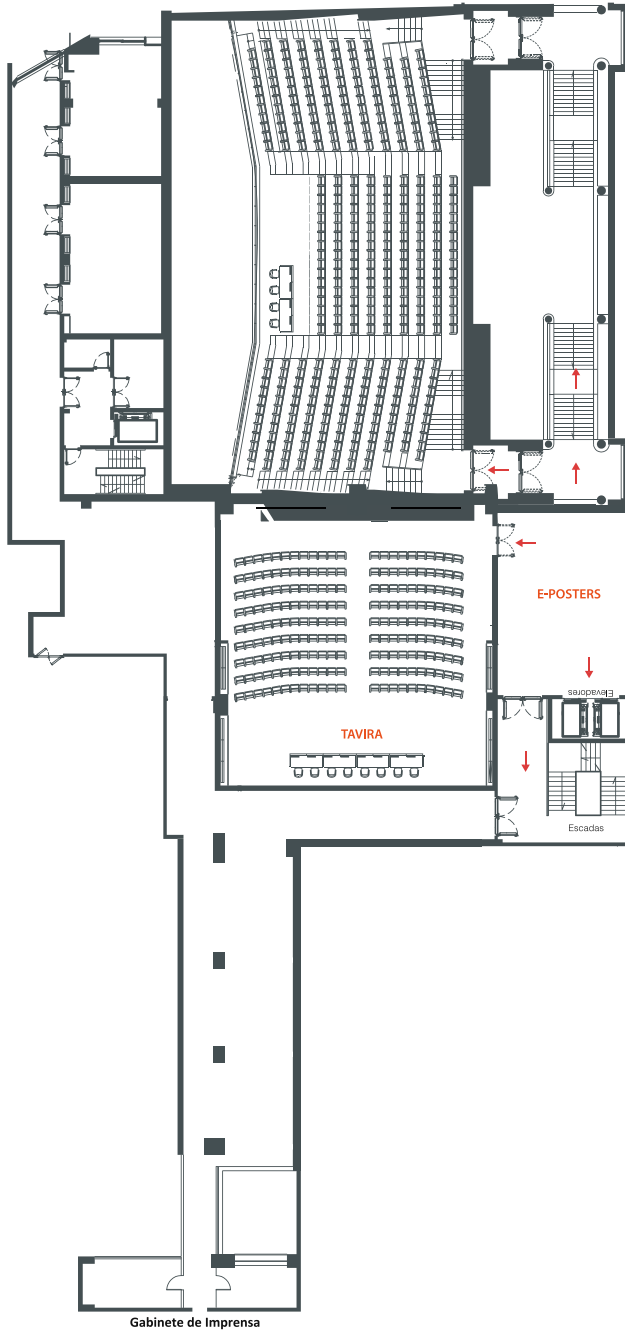 E-POSTERS
Elevadores
TAVIRA
Escadas
Gabinete de Imprensa